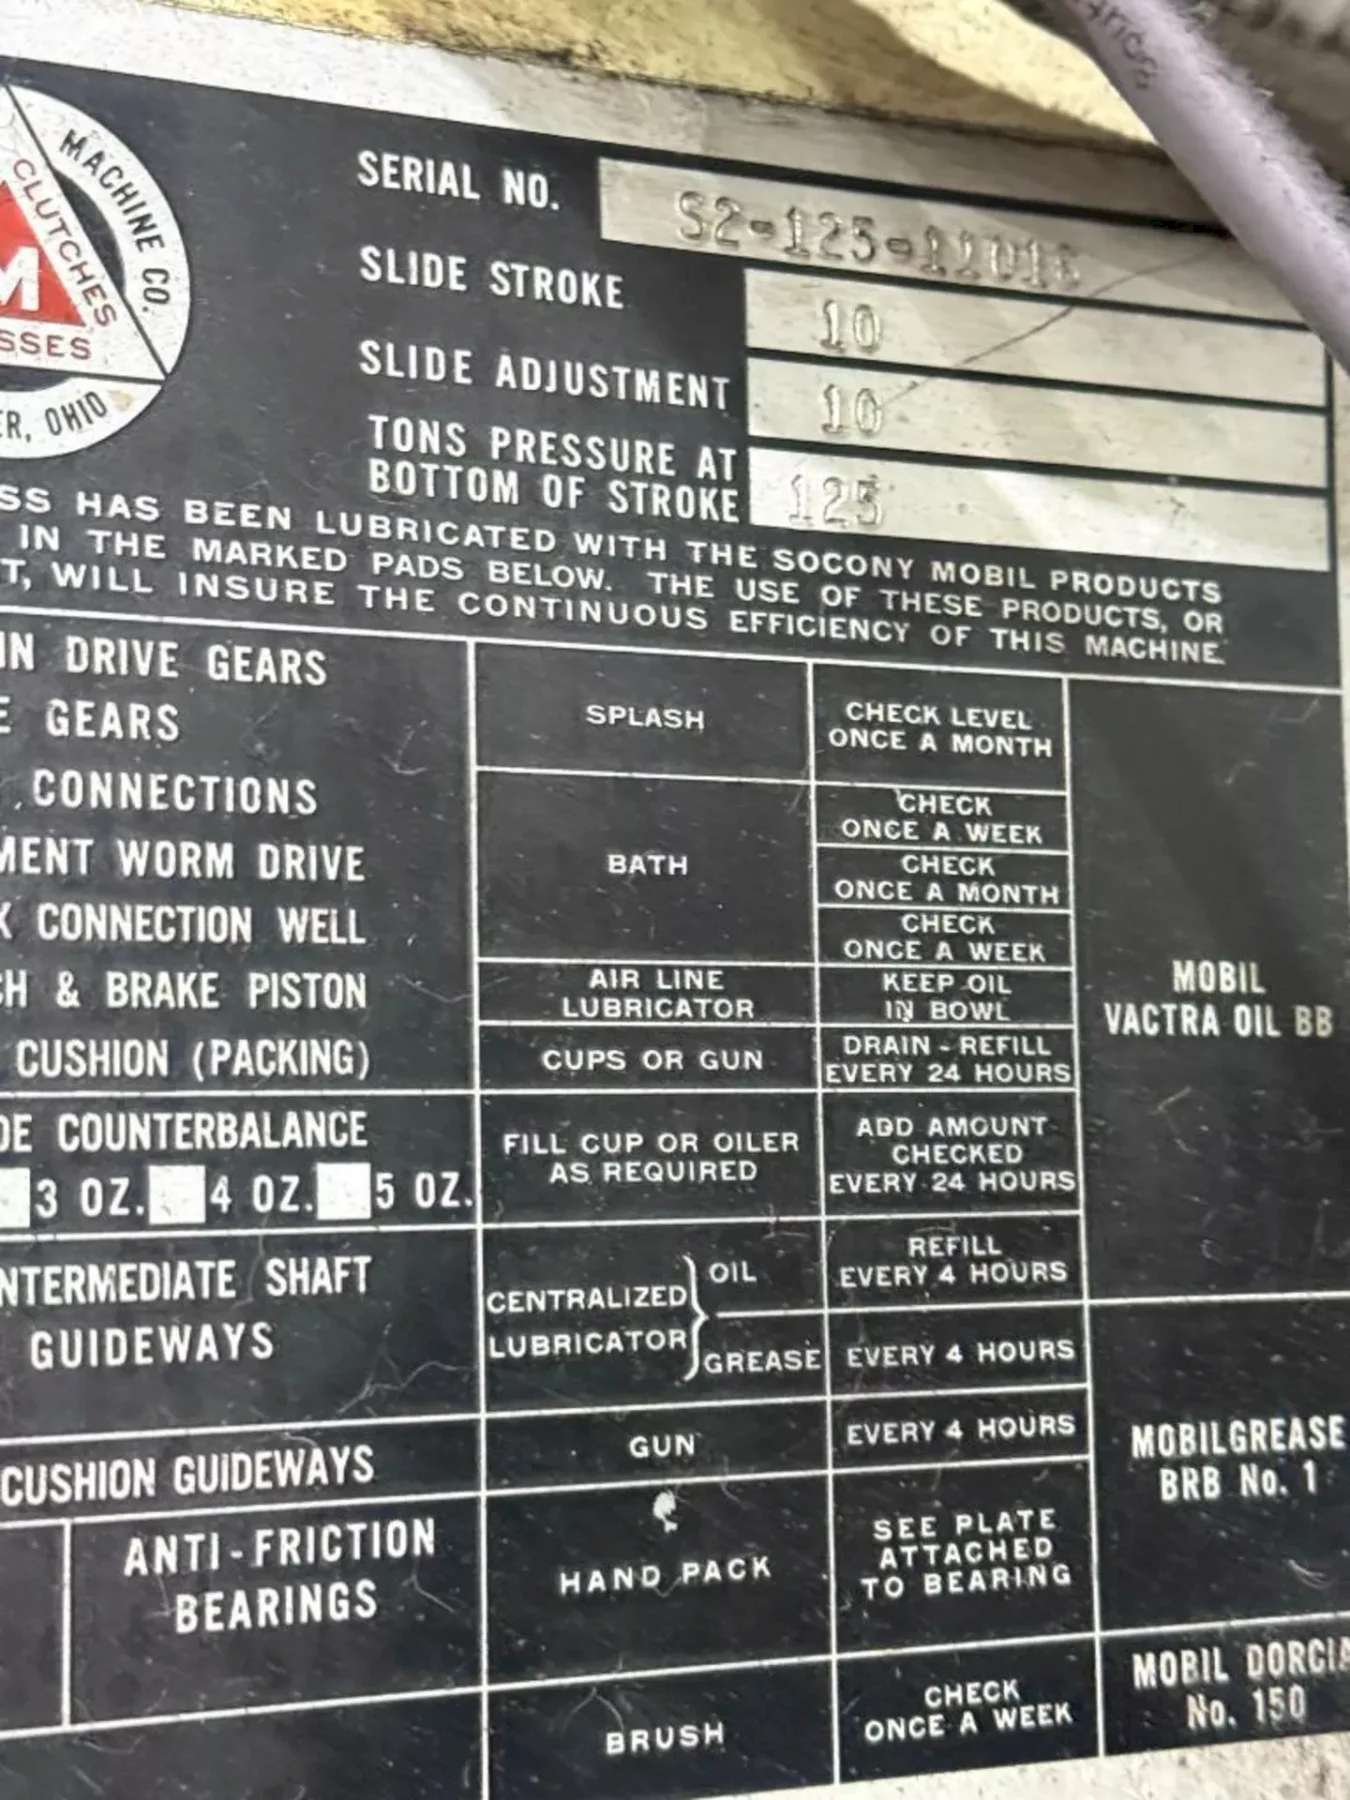 MACHINE CO.
CLUTCHES
M
SSES
ER, OHIO
SERIAL NO.
SLIDE STROKE 10
SLIDE ADJUSTMENT 10
TONS PRESSURE AT
BOTTOM OF STROKE 125
SS HAS BEEN LUBRICATED WITH THE SOCONY MOBIL PRODUCTS
IN THE MARKED PADS BELOW. THE USE OF THESE PRODUCTS, OR
T, WILL INSURE THE CONTINUOUS EFFICIENCY OF THIS MACHINE.
IN DRIVE GEARS
E GEARS
SPLASH
CHECK LEVEL
ONCE A MONTH
CONNECTIONS
MENT WORM DRIVE
K CONNECTION WELL
BATH
CHECK
ONCE A WEEK
CHECK
ONCE A MONTH
CHECK
ONCE A WEEK
CH & BRAKE PISTON
AIR LINE
LUBRICATOR
KEEP OIL
IN BOWL
CUSHION (PACKING)
CUPS OR GUN
DRAIN - REFILL
EVERY 24 HOURS
DE COUNTERBALANCE
3 OZ. 4 OZ. 5 OZ.
FILL CUP OR OILER
AS REQUIRED
ADD AMOUNT
CHECKED
EVERY 24 HOURS
MOBIL
VACTRA OIL BB
NTERMEDIATE SHAFT
GUIDEWAYS
CENTRALIZED
LUBRICATOR
OIL
GREASE
REFILL
EVERY 4 HOURS
EVERY 4 HOURS
CUSHION GUIDEWAYS
GUN
EVERY 4 HOURS
ANTI-FRICTION
BEARINGS
HAND PACK
SEE PLATE
ATTACHED
TO BEARING
MOBILGREASE
BRB No. 1
BRUSH
CHECK
ONCE A WEEK
MOBIL DORCIA
No. 150